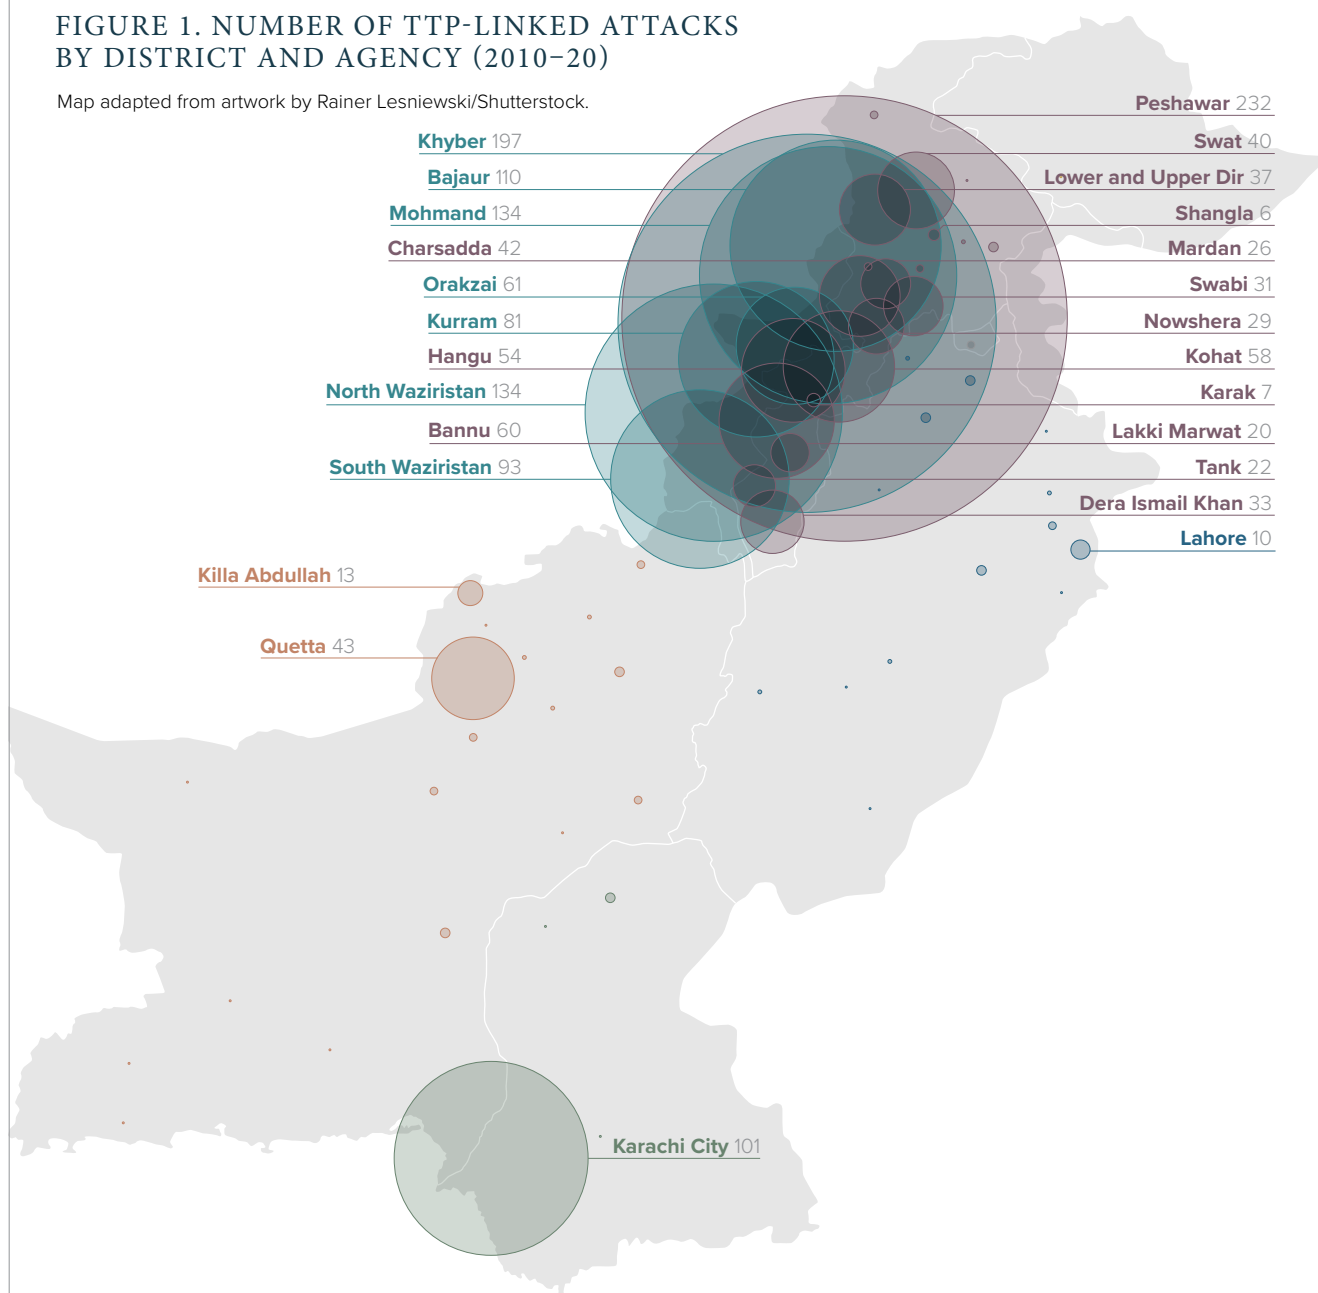 FIGURE 1. NUMBER OF TTP-LINKED ATTACKS
BY DISTRICT AND AGENCY (2010–20)
Map adapted from artwork by Rainer Lesniewski/Shutterstock.
Khyber 197
Bajaur 110
Mohmand 134
Charsadda 42
Orakzai 61
Kurram 81
Hangu 54
North Waziristan 134
Bannu 60
South Waziristan 93
Peshawar 232
Swat 40
Lower and Upper Dir 37
Shangla 6
Mardan 26
Swabi 31
Nowshera 29
Kohat 58
Karak 7
Lakki Marwat 20
Tank 22
Dera Ismail Khan 33
Lahore 10
Killa Abdullah 13
Quetta 43
Karachi City 101